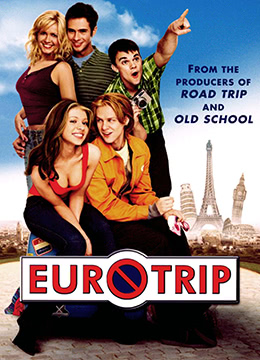 FROM THE
PRODUCERS OF
ROAD TRIP
AND
OLD SCHOOL
EUROTRIP